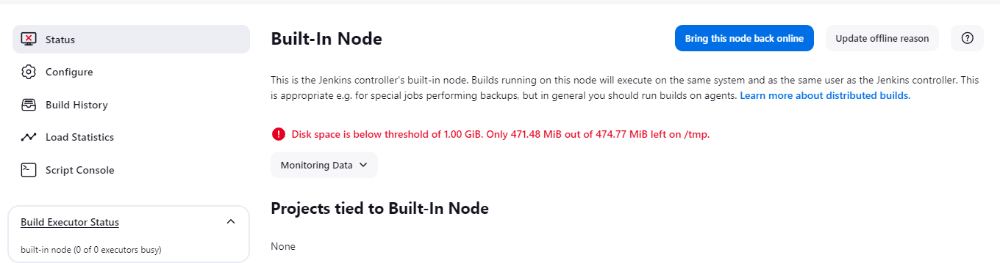 Status
Configure
Build History
Load Statistics
Script Console
Build Executor Status
built-in node (0 of 0 executors busy)
Built-In Node
Bring this node back online
Update offline reason
?
This is the Jenkins controller's built-in node. Builds running on this node will execute on the same system and as the same user as the Jenkins controller. This
is appropriate e.g. for special jobs performing backups, but in general you should run builds on agents. Learn more about distributed builds.
Disk space is below threshold of 1.00 GiB. Only 471.48 MiB out of 474.77 MiB left on /tmp.
Monitoring Data
Projects tied to Built-In Node
None